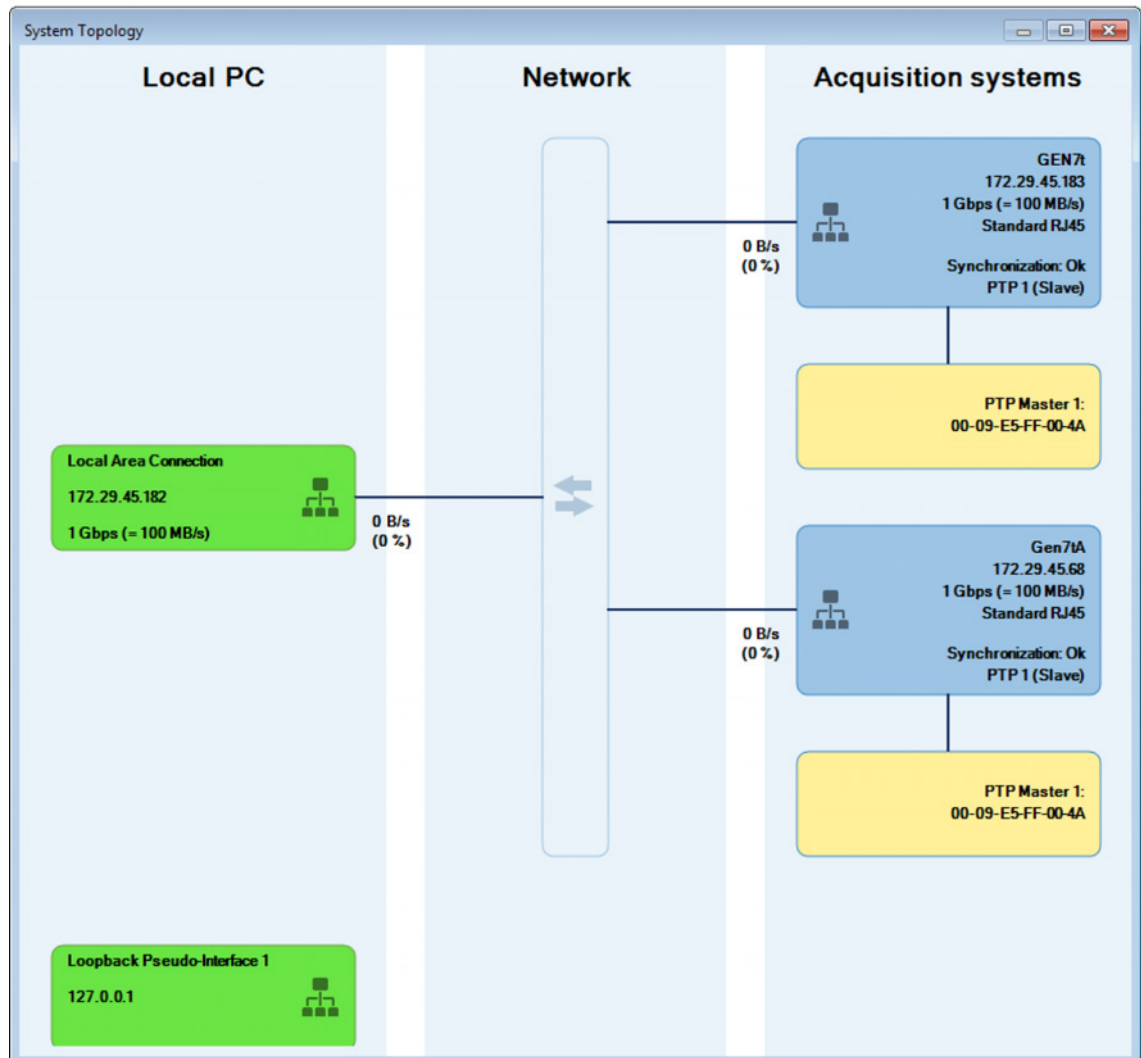 System Topology
Local PC
Network
Acquisition systems
GEN7t
172.29.45.183
1 Gbps (= 100 MB/s)
Standard RJ45
Synchronization: Ok
PTP 1 (Slave)
0 B/s
(0 %)
PTP Master 1:
00-09-E5-FF-00-4A
Local Area Connection
172.29.45.182
1 Gbps (= 100 MB/s)
0 B/s
(0 %)
Gen7tA
172.29.45.68
1 Gbps (= 100 MB/s)
Standard RJ45
Synchronization: Ok
PTP 1 (Slave)
0 B/s
(0 %)
PTP Master 1:
00-09-E5-FF-00-4A
Loopback Pseudo-Interface 1
127.0.0.1